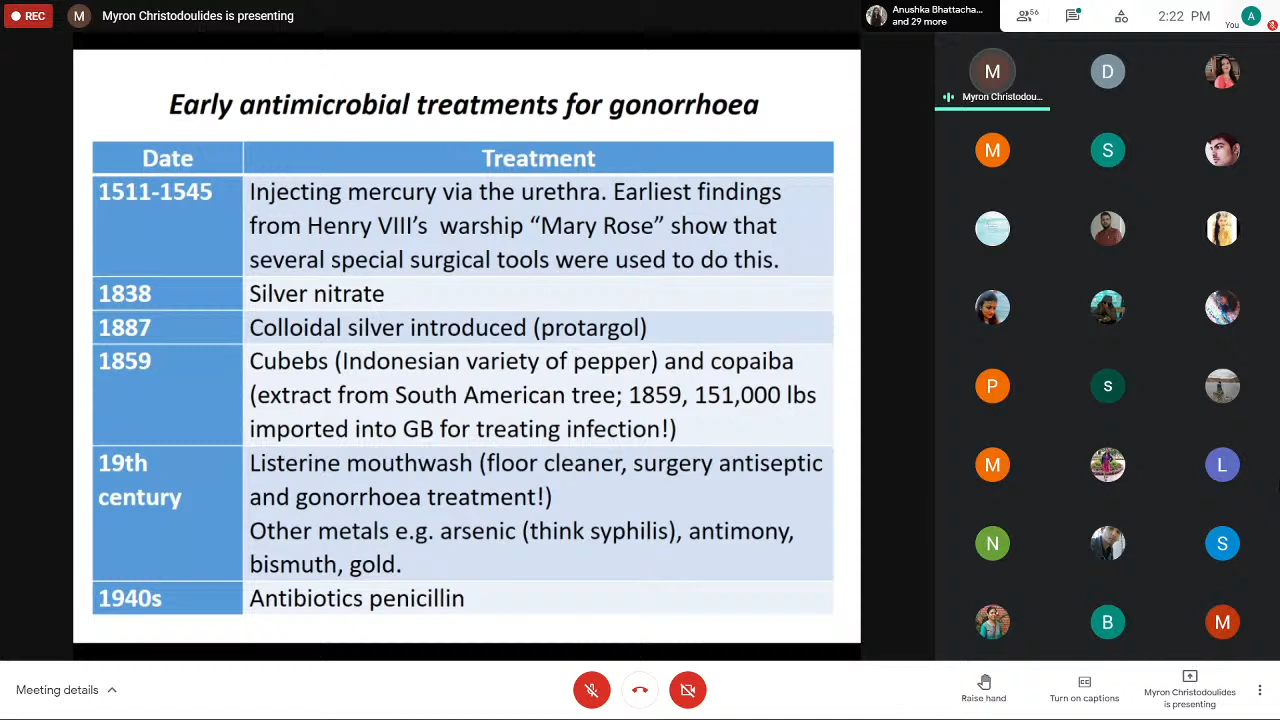 REC
M
Myron Christodoulides is presenting
Anushka Bhattacha...
and 29 more
56
2:22 PM
A
You
Early antimicrobial treatments for gonorrhoea
Date
Treatment
1511-1545
Injecting mercury via the urethra. Earliest findings
from Henry VIII's warship “Mary Rose” show that
several special surgical tools were used to do this.
1838
Silver nitrate
1887
Colloidal silver introduced (protargol)
1859
Cubebs (Indonesian variety of pepper) and copaiba
(extract from South American tree; 1859, 151,000 lbs
imported into GB for treating infection!)
19th
century
Listerine mouthwash (floor cleaner, surgery antiseptic
and gonorrhoea treatment!)
Other metals e.g. arsenic (think syphilis), antimony,
bismuth, gold.
1940s
Antibiotics penicillin
M
D
Myron Christodou...
M
S
P
s
M
L
N
S
B
M
Meeting details
Raise hand
Turn on captions
Myron Christodoulides
is presenting